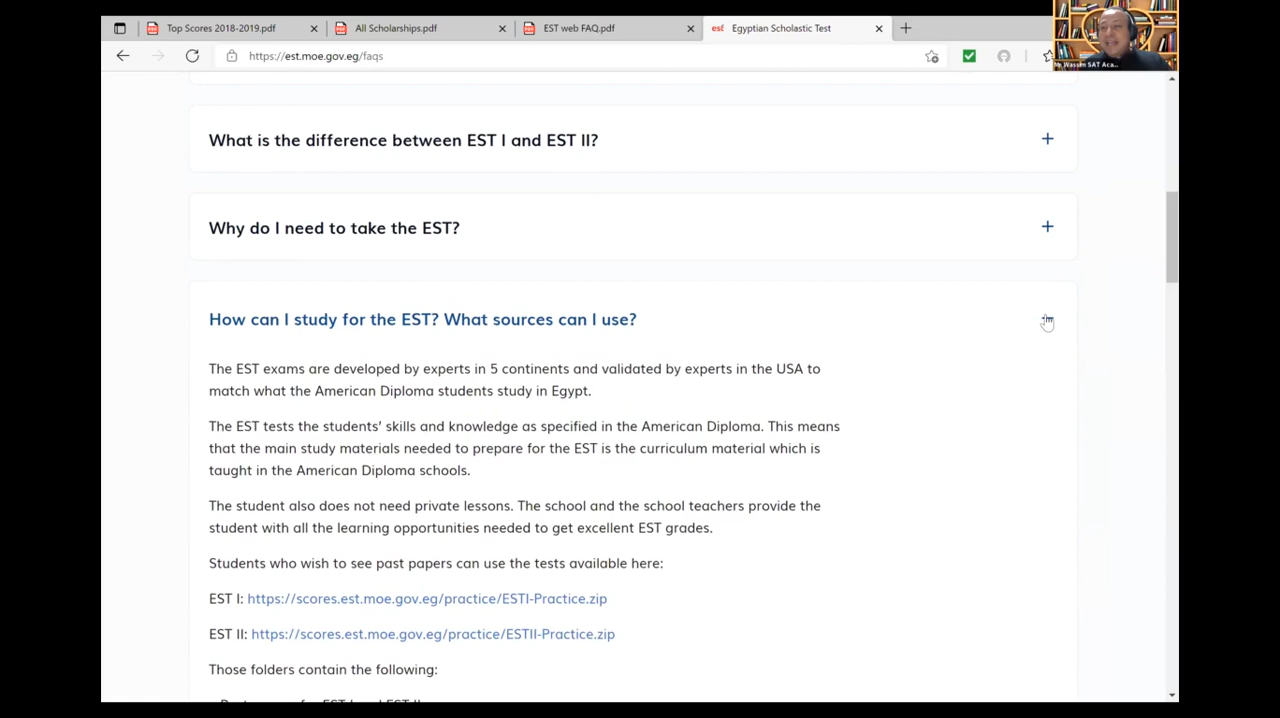 Top Scores 2018-2019.pdf
All Scholarships.pdf
EST web FAQ.pdf
est Egyptian Scholastic Test
https://est.moe.gov.eg/faqs
Mr. Wassim SAT Aca...
What is the difference between EST I and EST II?
Why do I need to take the EST?
How can I study for the EST? What sources can I use?
The EST exams are developed by experts in 5 continents and validated by experts in the USA to
match what the American Diploma students study in Egypt.
The EST tests the students' skills and knowledge as specified in the American Diploma. This means
that the main study materials needed to prepare for the EST is the curriculum material which is
taught in the American Diploma schools.
The student also does not need private lessons. The school and the school teachers provide the
student with all the learning opportunities needed to get excellent EST grades.
Students who wish to see past papers can use the tests available here:
EST I: https://scores.est.moe.gov.eg/practice/ESTI-Practice.zip
EST II: https://scores.est.moe.gov.eg/practice/ESTII-Practice.zip
Those folders contain the following: